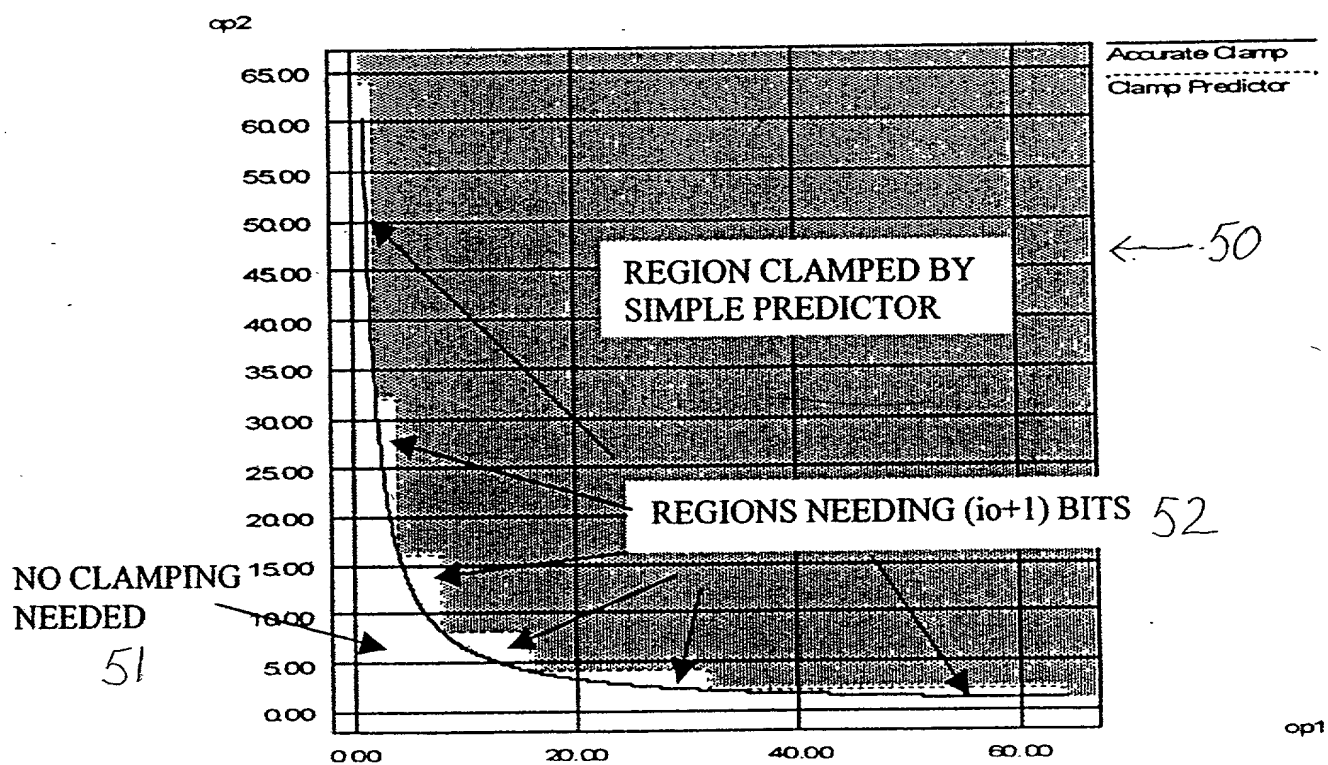 op2
Accurate Clamp
Clamp Predictor
65.00
60.00
55.00
50.00
45.00
40.00
35.00
30.00
25.00
20.00
15.00
10.00
5.00
0.00
50
REGION CLAMPED BY
SIMPLE PREDICTOR
REGIONS NEEDING (io+1) BITS 52
NO CLAMPING
NEEDED
51
0.00 20.00 40.00 60.00
op1